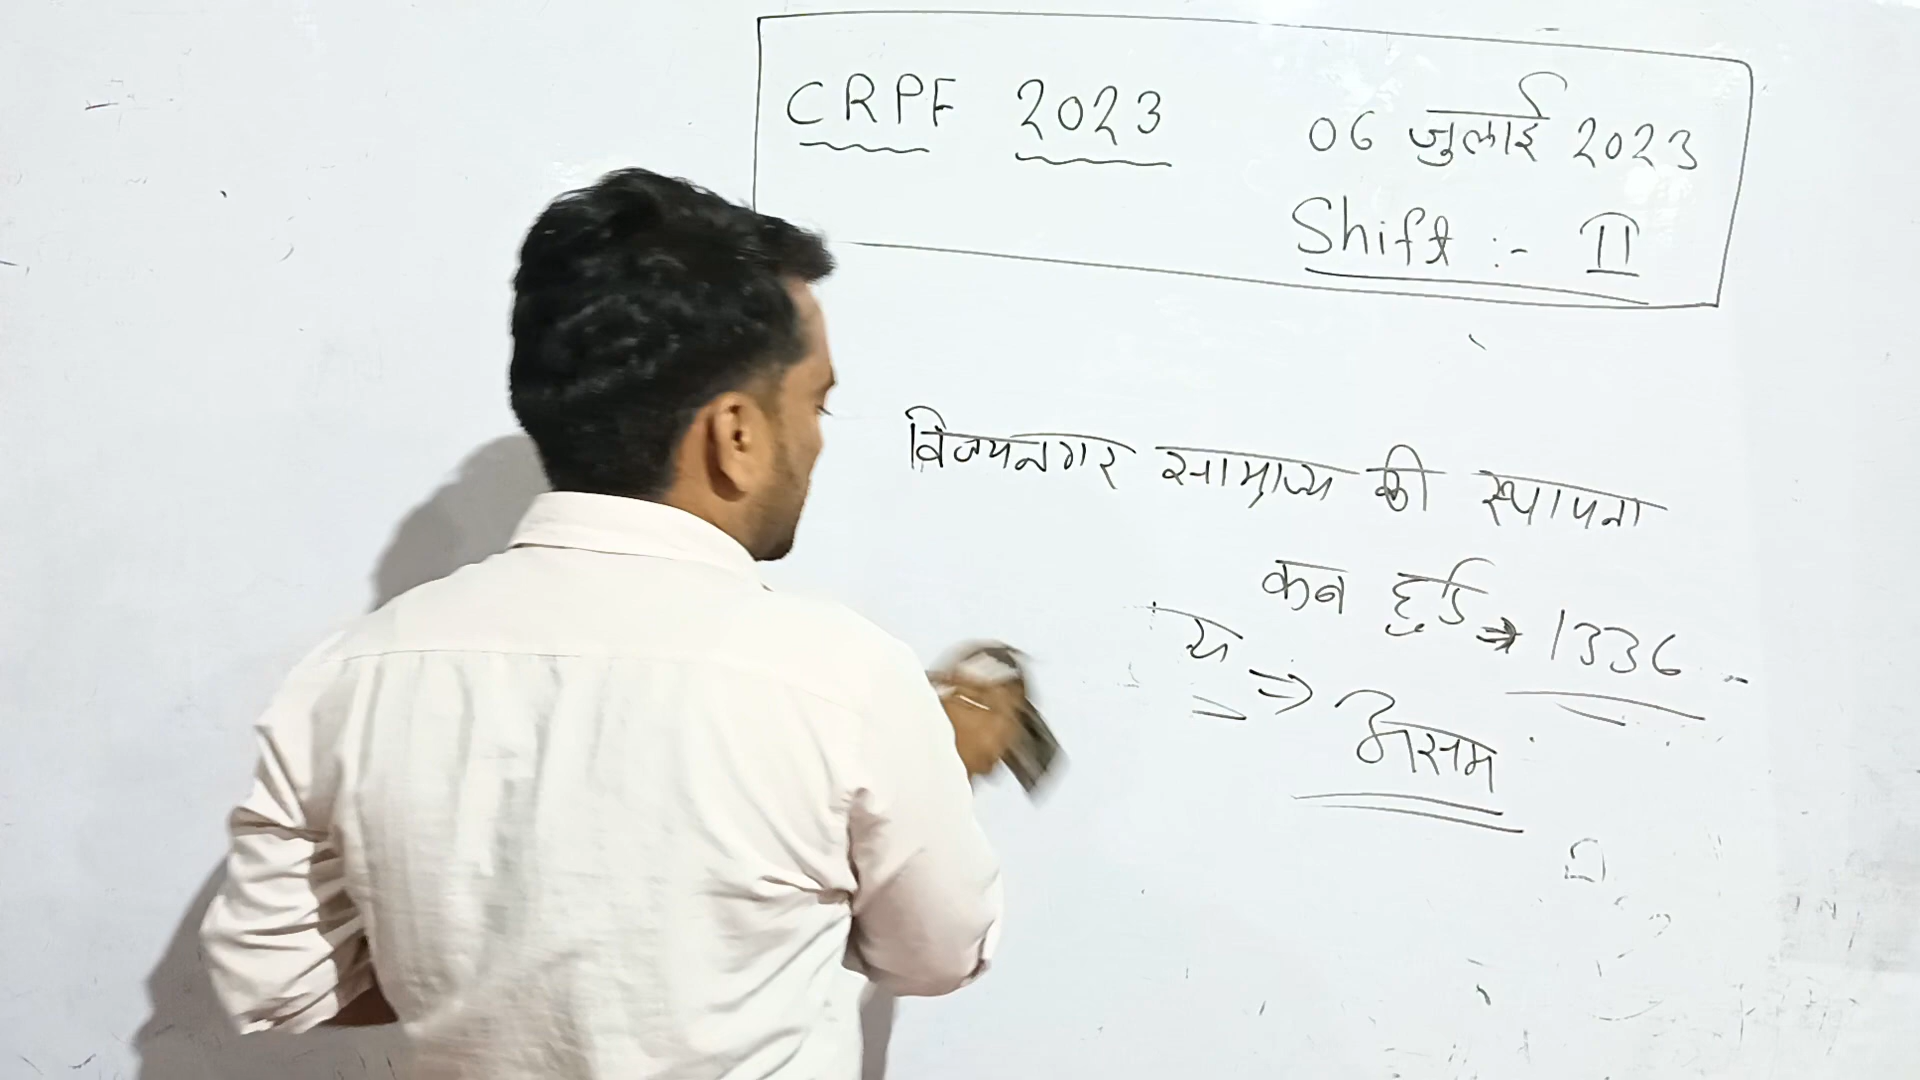 CRPF 2023 06 जुलाई 2023
Shift :- II
विजयनगर साम्राज्य की स्थापना
कब हुई → 1336
⇒ असम